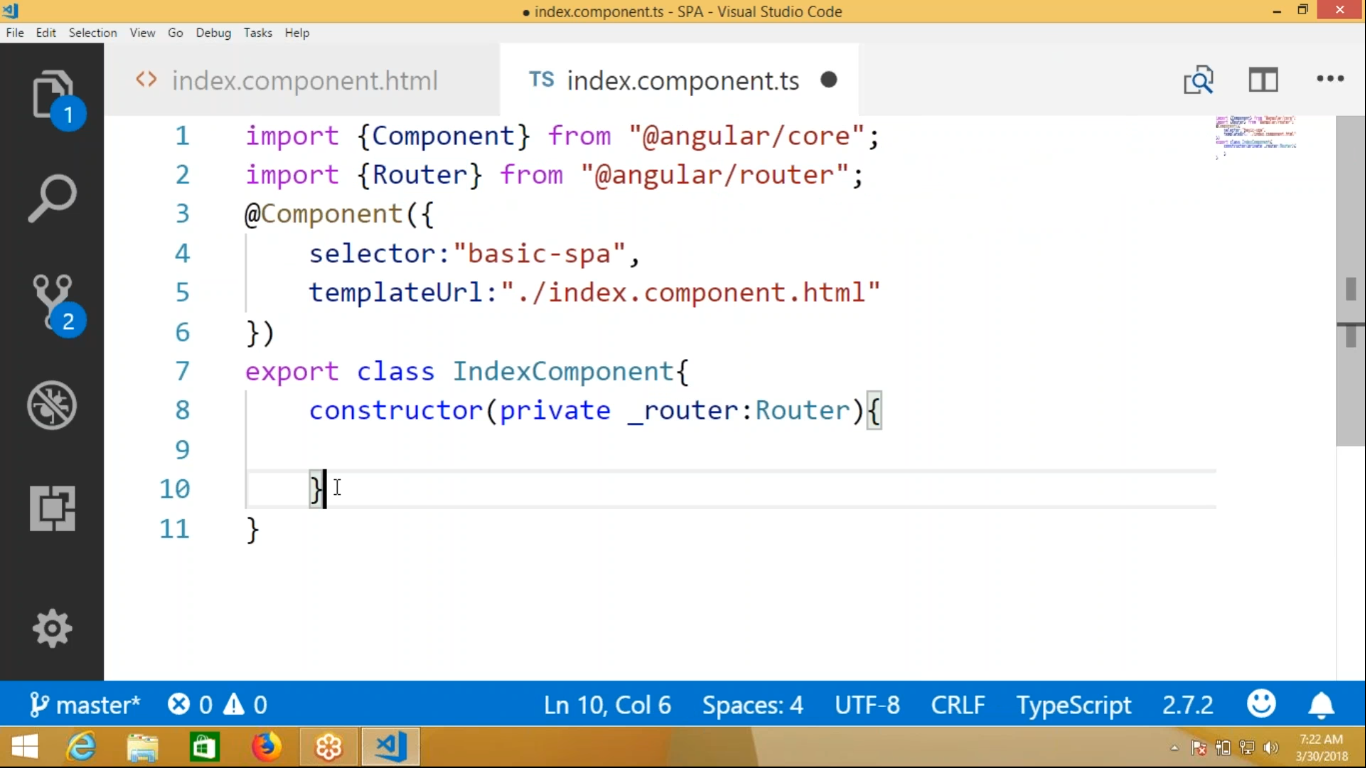 ● index.component.ts - SPA - Visual Studio Code
File Edit Selection View Go Debug Tasks Help
<> index.component.html TS index.component.ts ●
1
2
1 import {Component} from "@angular/core";
2 import {Router} from "@angular/router";
3 @Component({
4 selector:"basic-spa",
5 templateUrl:"./index.component.html"
6 })
7 export class IndexComponent{
8 constructor(private _router:Router){
9
10 }
11 }
master* 0 0 Ln 10, Col 6 Spaces: 4 UTF-8 CRLF TypeScript 2.7.2
7:22 AM
3/30/2018